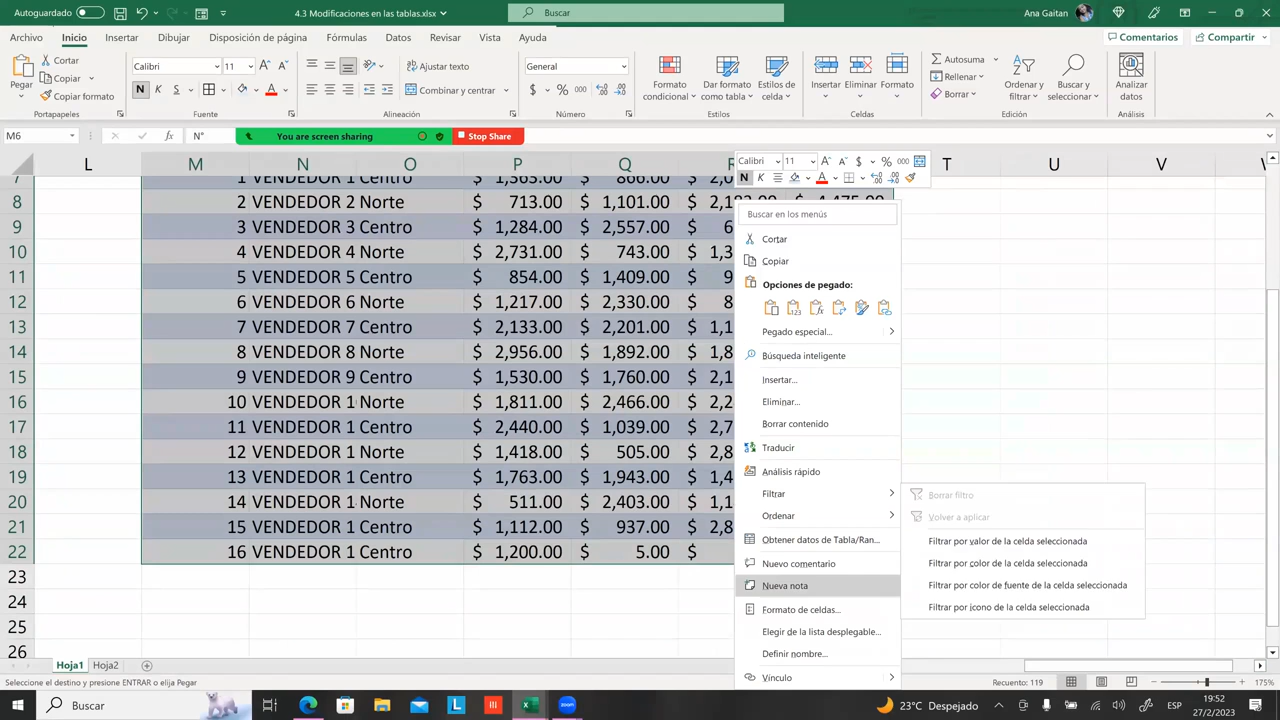 Autoguardado
4.3 Modificaciones en las tablas.xlsx
Buscar
Ana Gaitan
Archivo Inicio Insertar Dibujar Disposición de página Fórmulas Datos Revisar Vista Ayuda
Comentarios Compartir
Pegar
Cortar
Copiar
Copiar formato
Portapapeles
Calibri 11
N K S
Fuente
Ajustar texto
Combinar y centrar
Alineación
General
$ % 000
Número
Formato condicional
Dar formato como tabla
Estilos de celda
Estilos
Insertar Eliminar Formato
Celdas
Autosuma
Rellenar
Borrar
Ordenar y filtrar
Buscar y seleccionar
Edición
Analizar datos
Análisis
M6
fx N°
You are screen sharing Stop Share
L M N O P Q T U V
8 2 VENDEDOR 2 Norte $ 713.00 $ 1,101.00
9 3 VENDEDOR 3 Centro $ 1,284.00 $ 2,557.00 $ 6
10 4 VENDEDOR 4 Norte $ 2,731.00 $ 743.00 $ 1,3
11 5 VENDEDOR 5 Centro $ 854.00 $ 1,409.00 $ 9
12 6 VENDEDOR 6 Norte $ 1,217.00 $ 2,330.00 $ 8
13 7 VENDEDOR 7 Centro $ 2,133.00 $ 2,201.00 $ 1,1
14 8 VENDEDOR 8 Norte $ 2,956.00 $ 1,892.00 $ 1,8
15 9 VENDEDOR 9 Centro $ 1,530.00 $ 1,760.00 $ 2,1
16 10 VENDEDOR 1 Norte $ 1,811.00 $ 2,466.00 $ 2,8
17 11 VENDEDOR 1 Centro $ 2,440.00 $ 1,039.00 $ 2,7
18 12 VENDEDOR 1 Norte $ 1,418.00 $ 505.00 $ 2,8
19 13 VENDEDOR 1 Centro $ 1,763.00 $ 1,943.00 $ 1,4
20 14 VENDEDOR 1 Norte $ 511.00 $ 2,403.00 $ 1,6
21 15 VENDEDOR 1 Centro $ 1,112.00 $ 937.00 $ 2,8
22 16 VENDEDOR 1 Centro $ 1,200.00 $ 5.00 $
23
24
25
26
Calibri 11 $ % 000
N K
Buscar en los menús
Cortar
Copiar
Opciones de pegado:
Pegado especial...
Búsqueda inteligente
Insertar...
Eliminar...
Borrar contenido
Traducir
Análisis rápido
Filtrar
Ordenar
Obtener datos de Tabla/Ran...
Nuevo comentario
Nueva nota
Formato de celdas...
Elegir de la lista desplegable...
Definir nombre...
Vínculo
Borrar filtro
Volver a aplicar
Filtrar por valor de la celda seleccionada
Filtrar por color de la celda seleccionada
Filtrar por color de fuente de la celda seleccionada
Filtrar por icono de la celda seleccionada
Hoja1 Hoja2
Seleccione el destino y presione ENTRAR o elija Pegar
Recuento: 119
175%
Buscar
L
zoom
23°C Despejado
ESP
19:52
27/2/2023